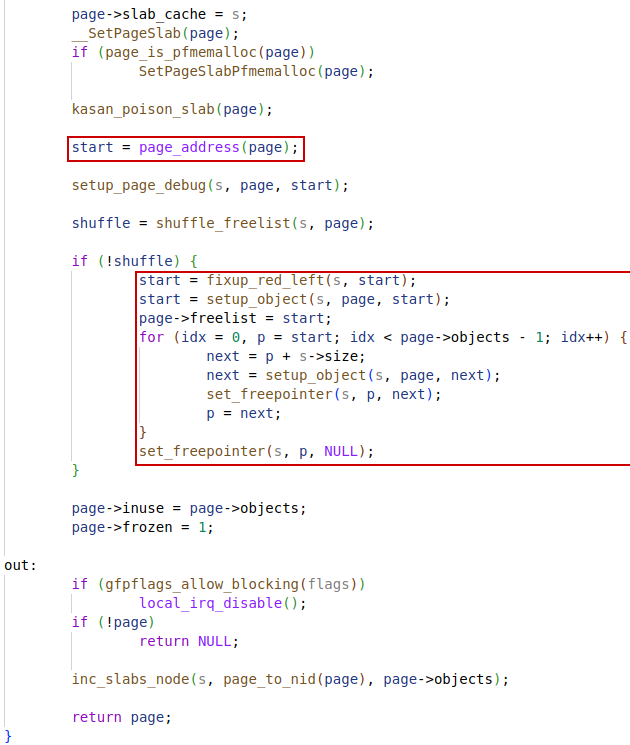 page->slab_cache = s;
__SetPageSlab(page);
if (page_is_pfmemalloc(page))
SetPageSlabPfmemalloc(page);
kasan_poison_slab(page);
start = page_address(page);
setup_page_debug(s, page, start);
shuffle = shuffle_freelist(s, page);
if (!shuffle) {
start = fixup_red_left(s, start);
start = setup_object(s, page, start);
page->freelist = start;
for (idx = 0, p = start; idx < page->objects - 1; idx++) {
next = p + s->size;
next = setup_object(s, page, next);
set_freepointer(s, p, next);
p = next;
}
set_freepointer(s, p, NULL);
}
page->inuse = page->objects;
page->frozen = 1;
out:
if (gfpflags_allow_blocking(flags))
local_irq_disable();
if (!page)
return NULL;
inc_slabs_node(s, page_to_nid(page), page->objects);
return page;
}